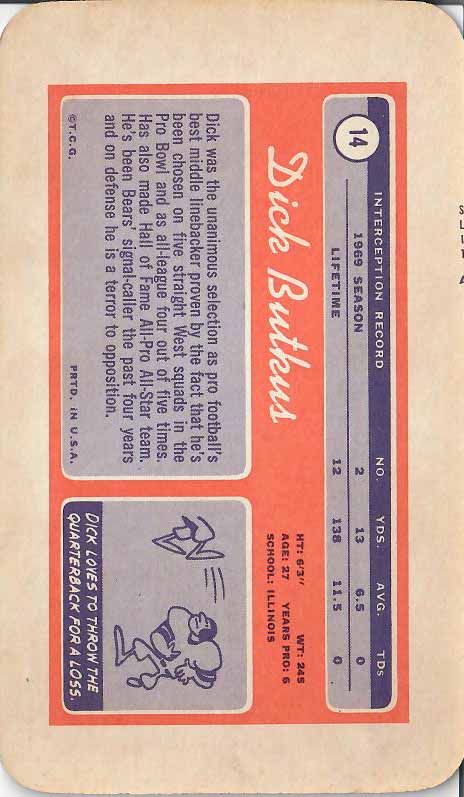 14
INTERCEPTION RECORD
NO. YDS. AVG. TDs
1969 SEASON 2 13 6.5 0
LIFETIME 12 138 11.5 0
Dick Butkus
HT: 6'3" WT: 245
AGE: 27 YEARS PRO: 6
SCHOOL: ILLINOIS
Dick was the unanimous selection as pro football's
best middle linebacker proven by the fact that he's
been chosen on five straight West squads in the
Pro Bowl and as all-league four out of five times.
Has also made Hall of Fame All-Pro All-Star team.
He's been Bears' signal-caller the past four years
and on defense he is a terror to opposition.
©T.C.G. PRTD. IN U.S.A.
DICK LOVES TO THROW THE
QUARTERBACK FOR A LOSS.